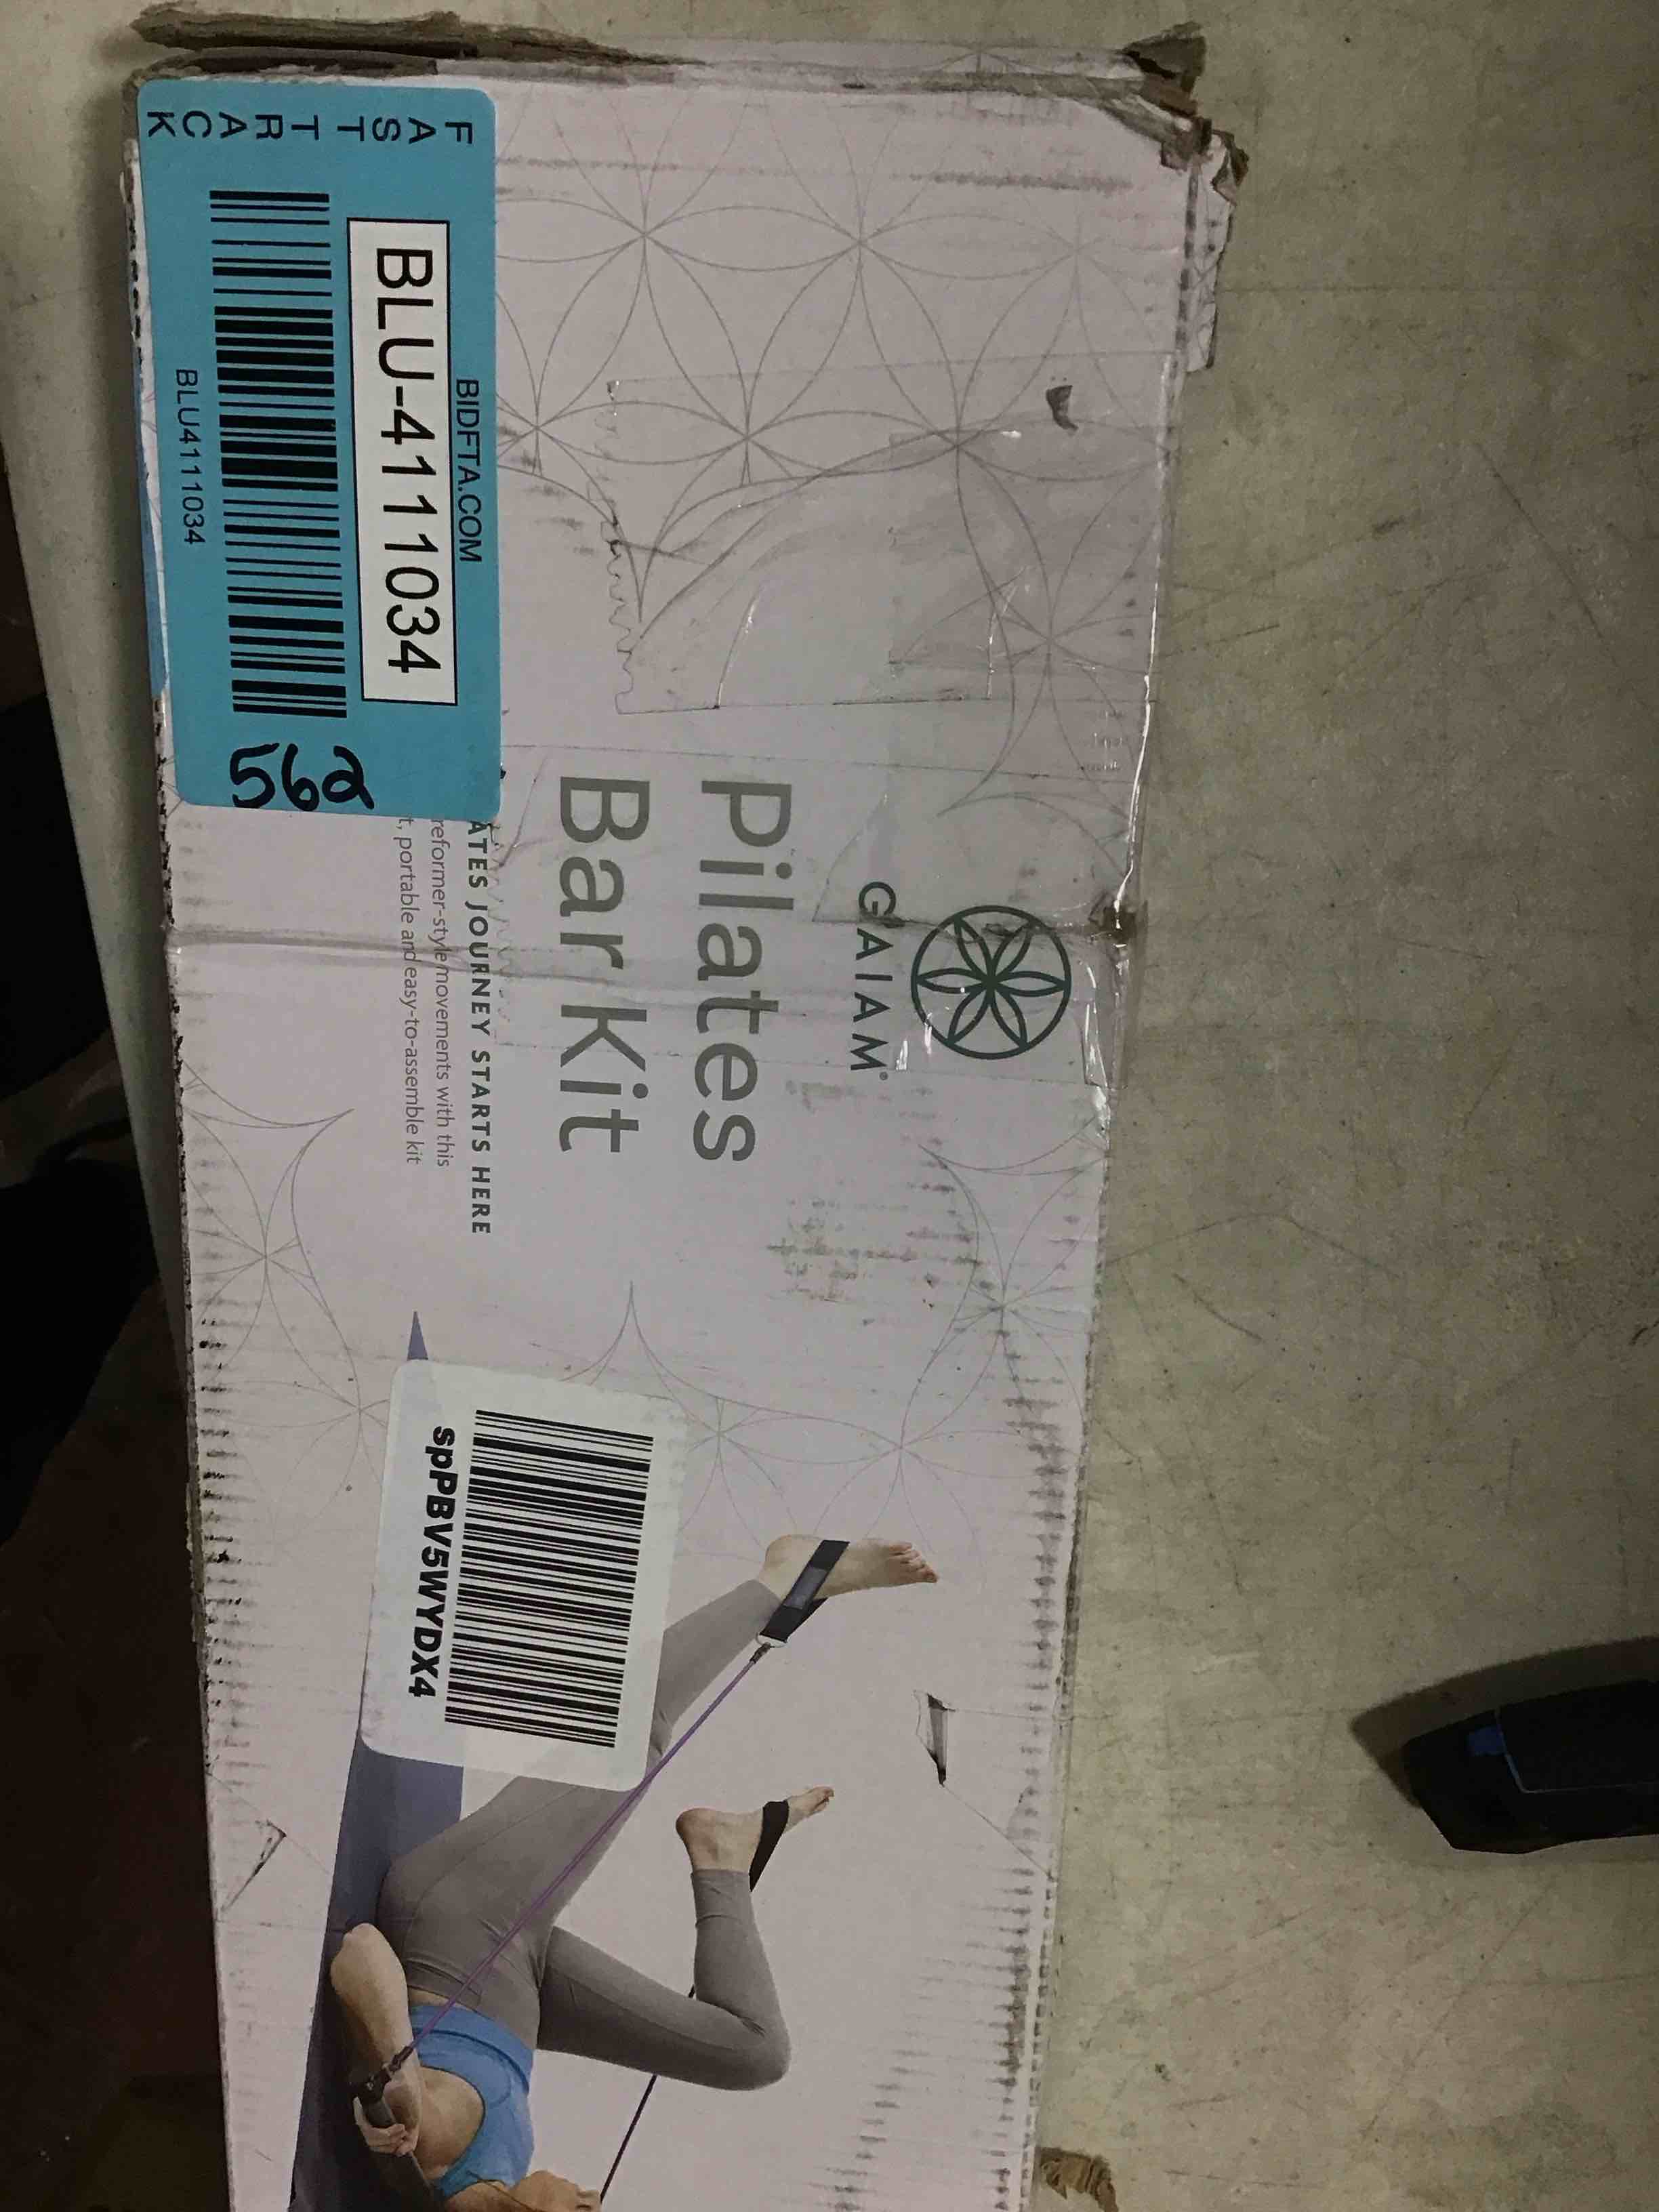 FAST TRACK
BIDFTA.COM
BLU-4111034
BLU4111034
562
GAIAM®
Pilates
Bar Kit
JOURNEY STARTS HERE
reformer-style movements with this
portable and easy-to-assemble kit
spPBV5WYDX4